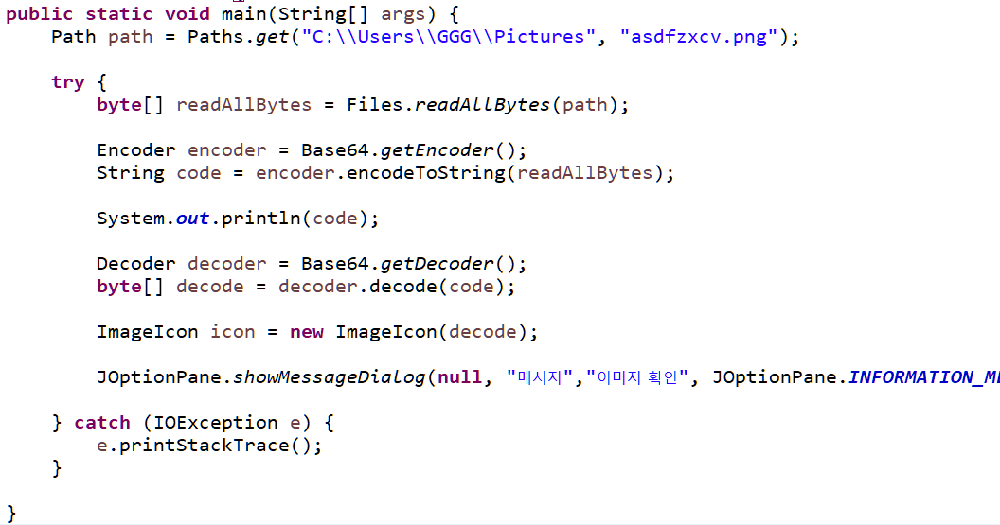 public static void main(String[] args) {
Path path = Paths.get("C:\\Users\\GGG\\Pictures", "asdfzxcv.png");
try {
byte[] readAllBytes = Files.readAllBytes(path);
Encoder encoder = Base64.getEncoder();
String code = encoder.encodeToString(readAllBytes);
System.out.println(code);
Decoder decoder = Base64.getDecoder();
byte[] decode = decoder.decode(code);
ImageIcon icon = new ImageIcon(decode);
JOptionPane.showMessageDialog(null, "메시지","이미지 확인", JOptionPane.
} catch (IOException e) {
e.printStackTrace();
}
}